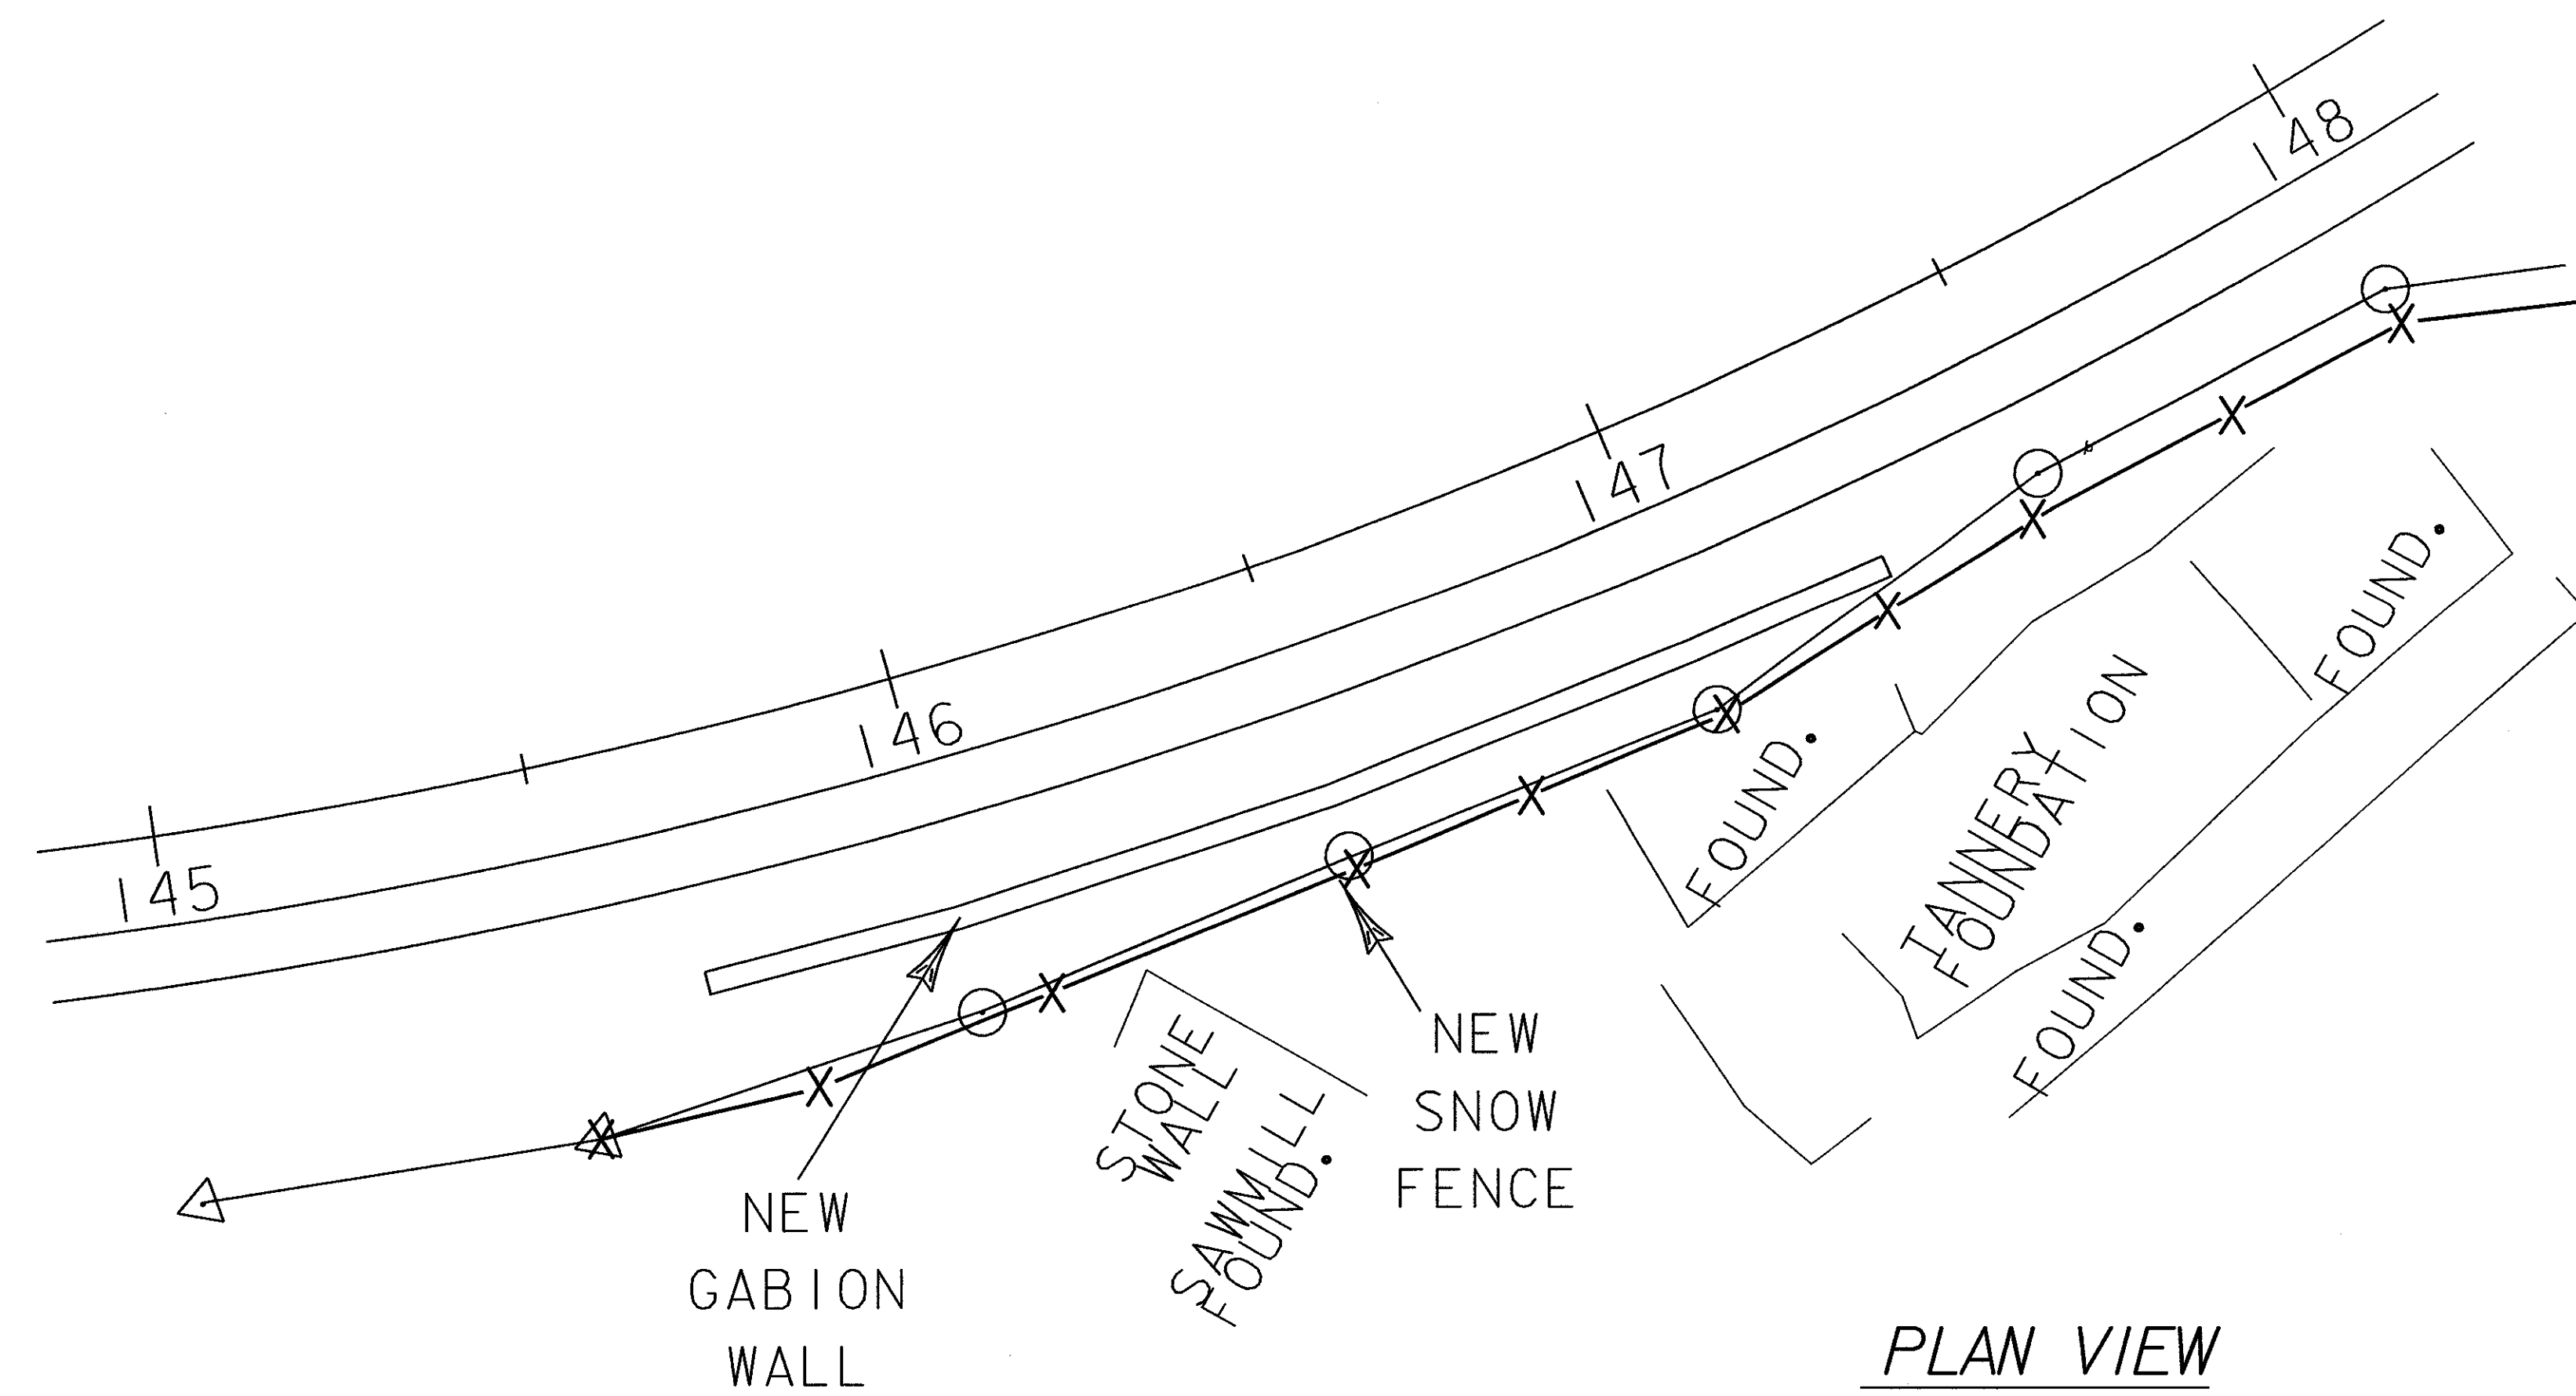 148
147
146
145
FOUND.
FOUND.
TANNERY
FOUNDATION
FOUND.
STONE
WALL
SAWMILL
FOUND.
NEW
SNOW
FENCE
NEW
GABION
WALL
PLAN VIEW